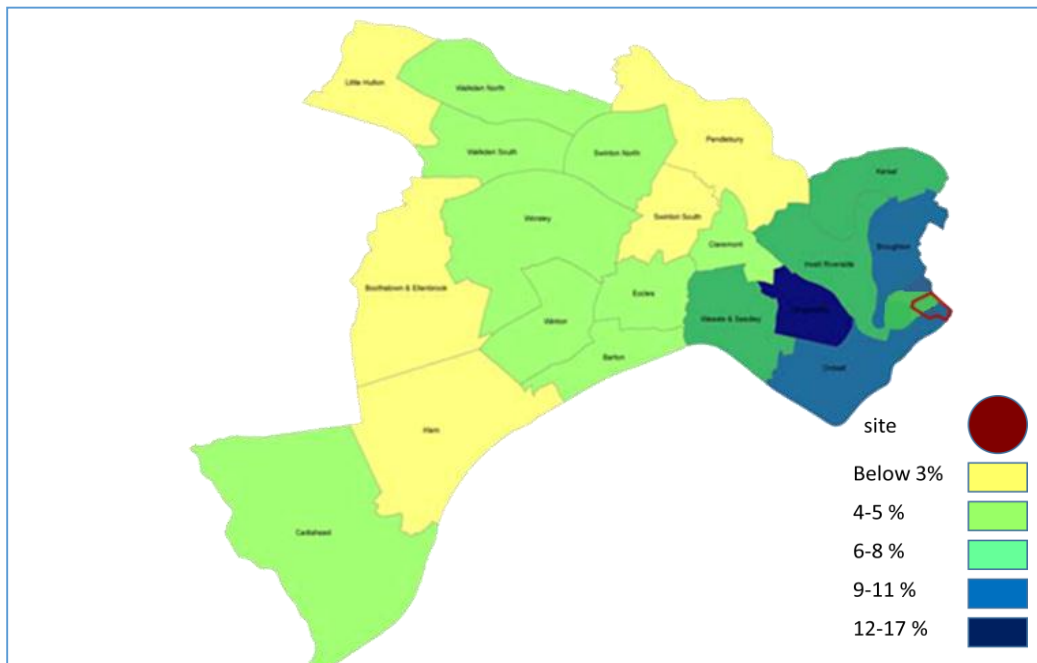 Little Hulton
Walkden North
Pendlebury
Walkden South
Swinton North
Kersal
Worsley
Swinton South
Claremont
Broughton
Irwell Riverside
Boothstown & Ellenbrook
Eccles
Winton
Weaste & Seedley
Langworthy
Barton
Ordsall
Irlam
Cadishead
site
Below 3%
4-5 %
6-8 %
9-11 %
12-17 %